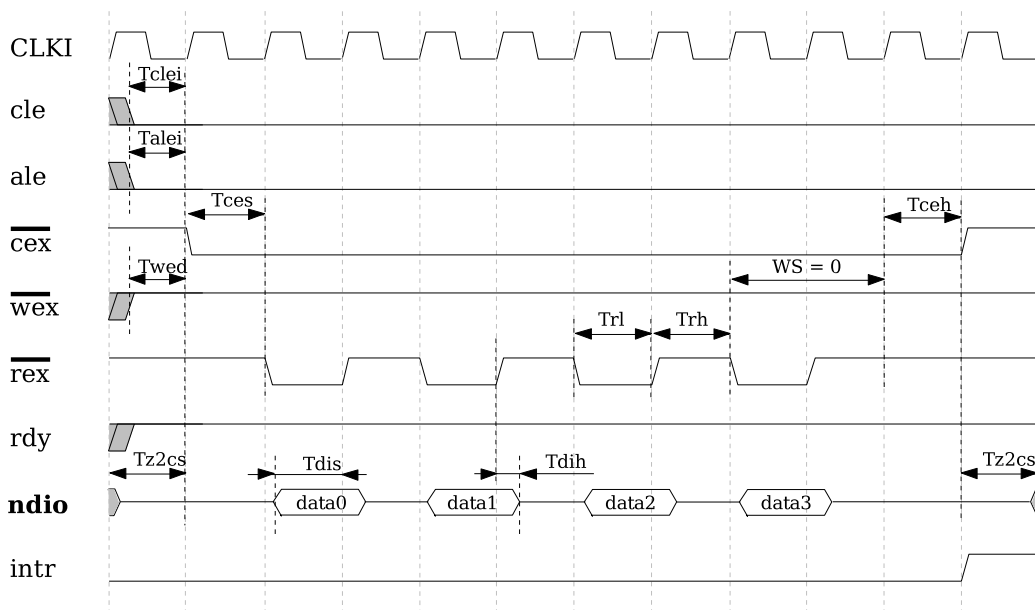 CLKI
Tclei
cle
Talei
ale
Tces
Tceh
cex
Twed
WS = 0
wex
Trl
Trh
rex
rdy
Tz2cs
Tdis
Tdih
Tz2cs
ndio
data0
data1
data2
data3
intr